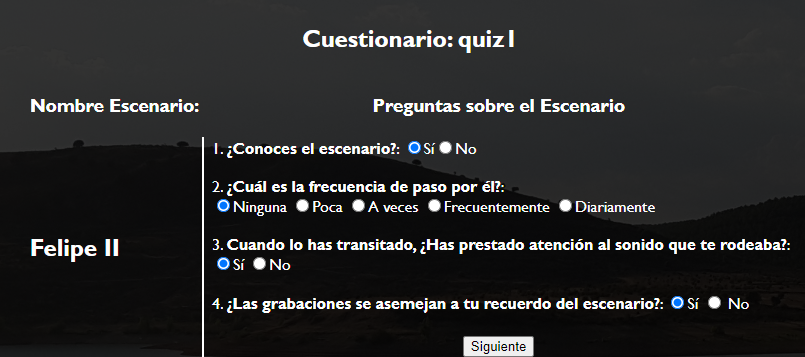 Cuestionario: quiz1
Nombre Escenario:
Preguntas sobre el Escenario
Felipe II
1. ¿Conoces el escenario?: Sí No
2. ¿Cuál es la frecuencia de paso por él?:
Ninguna Poca A veces Frecuentemente Diariamente
3. Cuando lo has transitado, ¿Has prestado atención al sonido que te rodeaba?:
Sí No
4. ¿Las grabaciones se asemejan a tu recuerdo del escenario?: Sí No
Siguiente